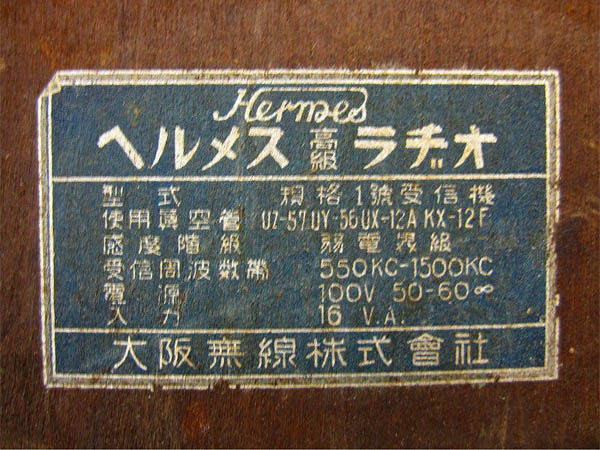 Hermes
ヘルメス 高級 ラヂオ
型式 規格1號受信機
使用眞空管 UZ-57 UY-56 UX-12A KX-12F
感度階級 弱電界級
受信周波数帶 550KC-1500KC
電源 100V 50-60∞
入力 16 V.A.
大阪無線株式會社